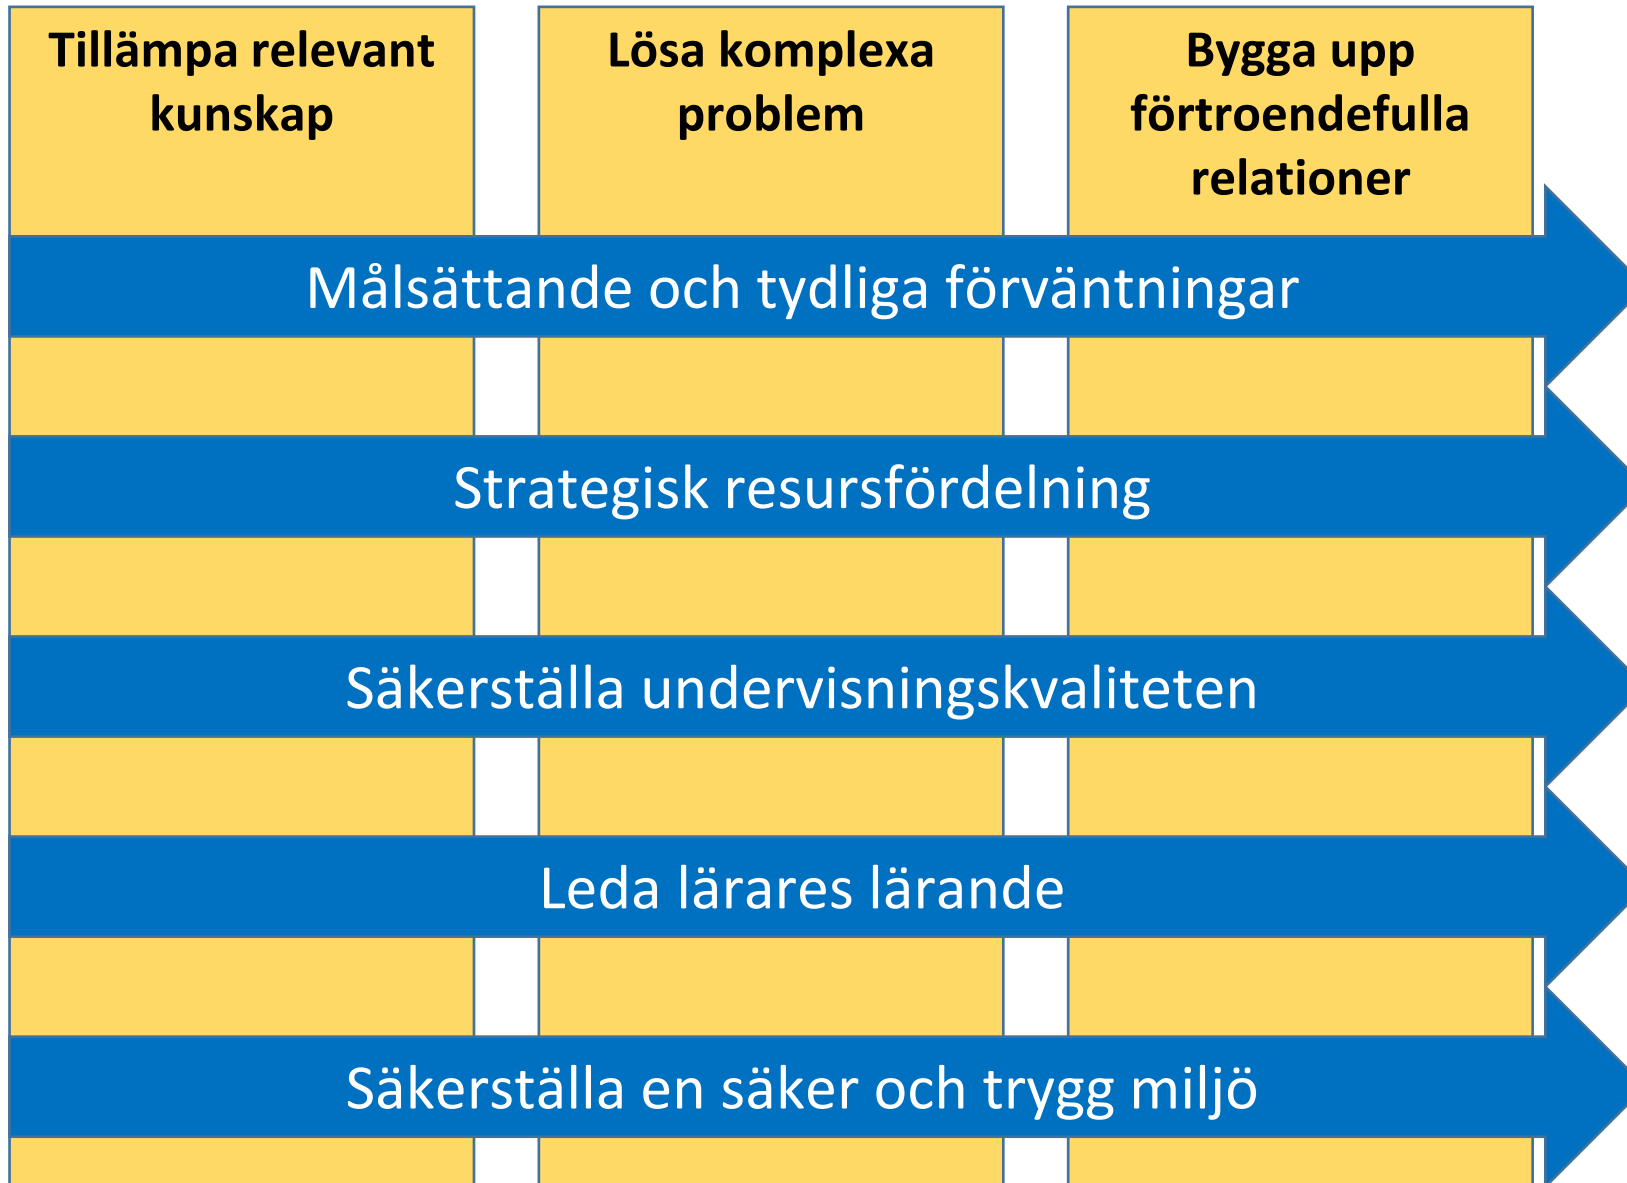 Tillämpa relevant
kunskap
Lösa komplexa
problem
Bygga upp
förtroendefulla
relationer
Målsättande och tydliga förväntningar
Strategisk resursfördelning
Säkerställa undervisningskvaliteten
Leda lärares lärande
Säkerställa en säker och trygg miljö